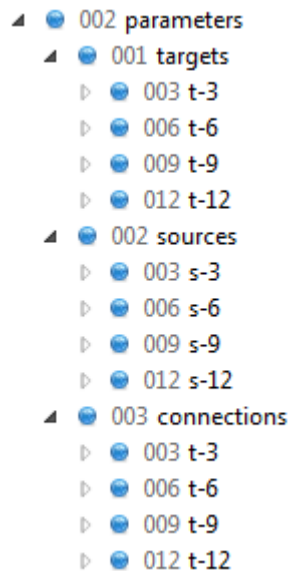 002 parameters
001 targets
003 t-3
006 t-6
009 t-9
012 t-12
002 sources
003 s-3
006 s-6
009 s-9
012 s-12
003 connections
003 t-3
006 t-6
009 t-9
012 t-12